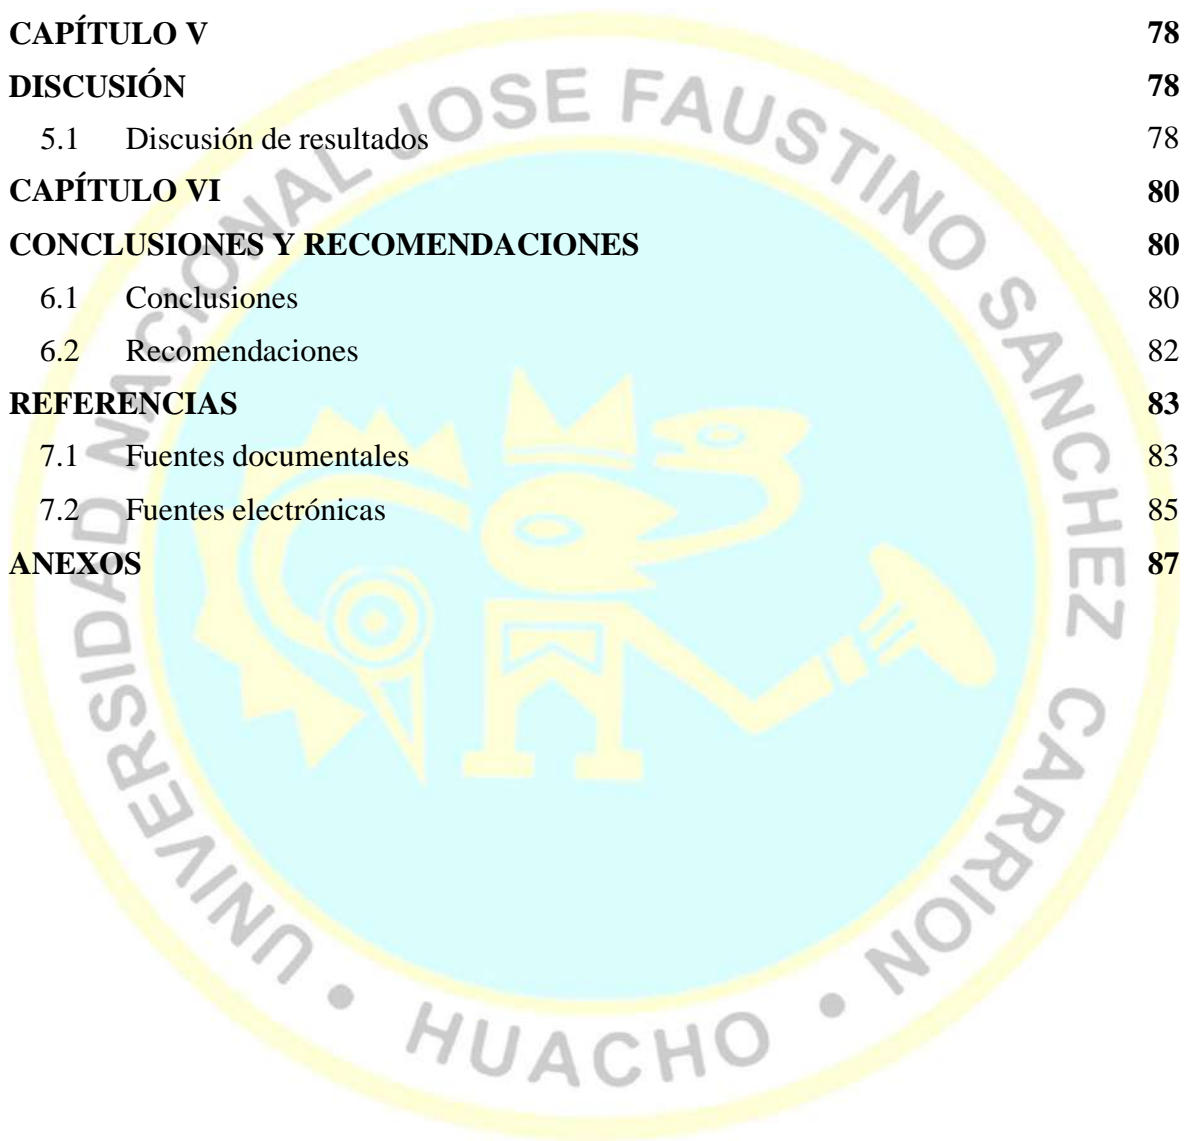 CAPÍTULO V 78
DISCUSIÓN 78
5.1 Discusión de resultados 78
CAPÍTULO VI 80
CONCLUSIONES Y RECOMENDACIONES 80
6.1 Conclusiones 80
6.2 Recomendaciones 82
REFERENCIAS 83
7.1 Fuentes documentales 83
7.2 Fuentes electrónicas 85
ANEXOS 87
UNIVERSIDAD NACIONAL JOSE FAUSTINO SANCHEZ CARRION
• HUACHO •